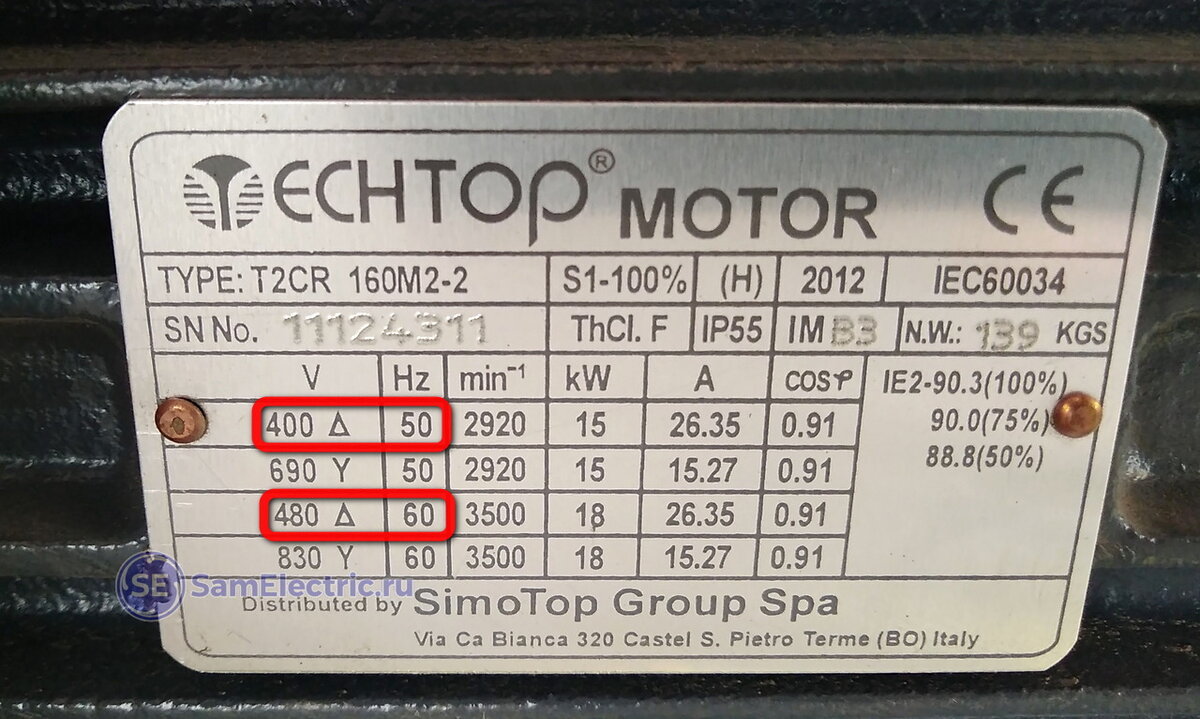 TECHTOP® MOTOR CE
TYPE: T2CR 160M2-2 S1-100% (H) 2012 IEC60034
SN No. 11124311 ThCl. F IP55 IM B3 N.W.: 139 KGS
V Hz min⁻¹ kW A cosφ IE2-90.3(100%)
400 Δ 50 2920 15 26.35 0.91 90.0(75%)
690 Y 50 2920 15 15.27 0.91 88.8(50%)
480 Δ 60 3500 18 26.35 0.91
830 Y 60 3500 18 15.27 0.91
SE SamElectric.ru
Distributed by SimoTop Group Spa
Via Ca Bianca 320 Castel S. Pietro Terme (BO) Italy